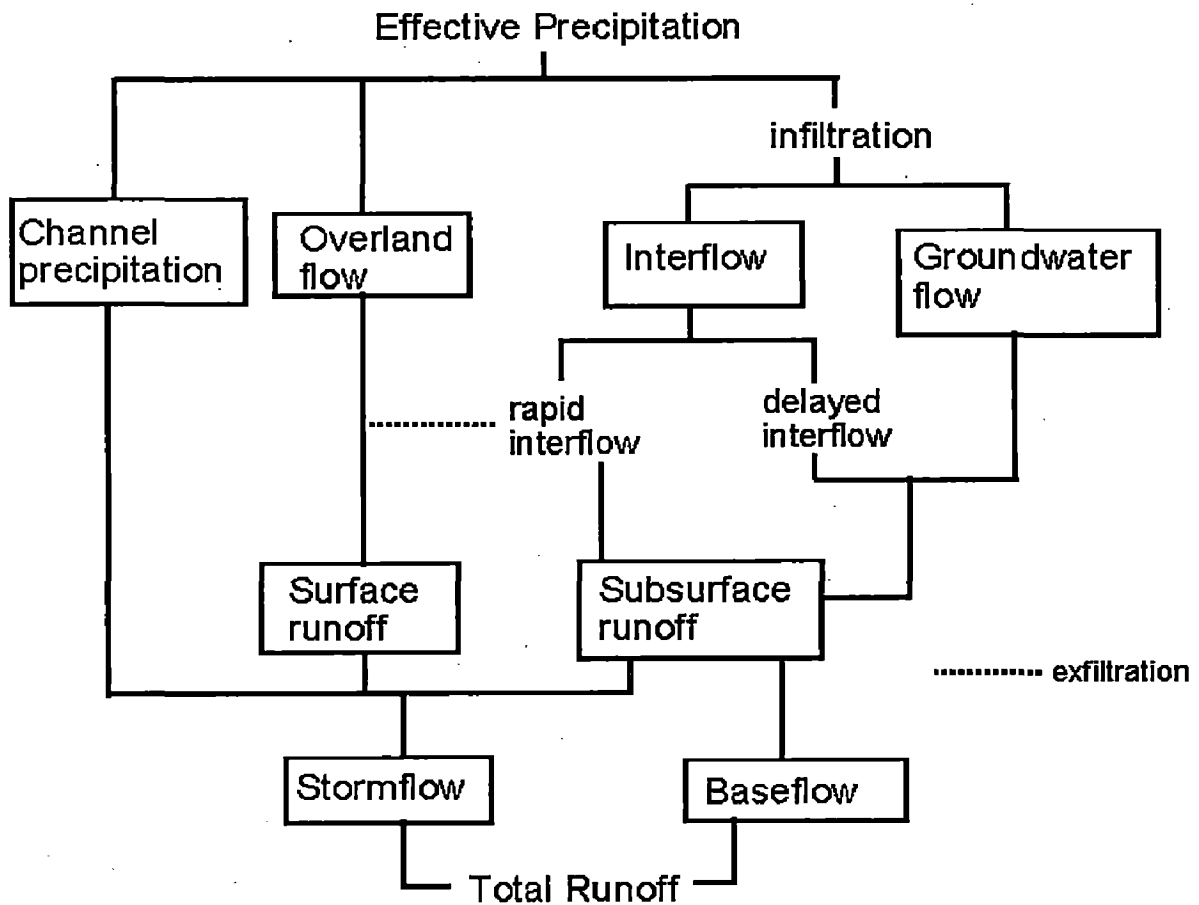 Effective Precipitation
infiltration
Channel
precipitation
Overland
flow
Interflow
Groundwater
flow
rapid
interflow
delayed
interflow
Surface
runoff
Subsurface
runoff
exfiltration
Stormflow
Baseflow
Total Runoff